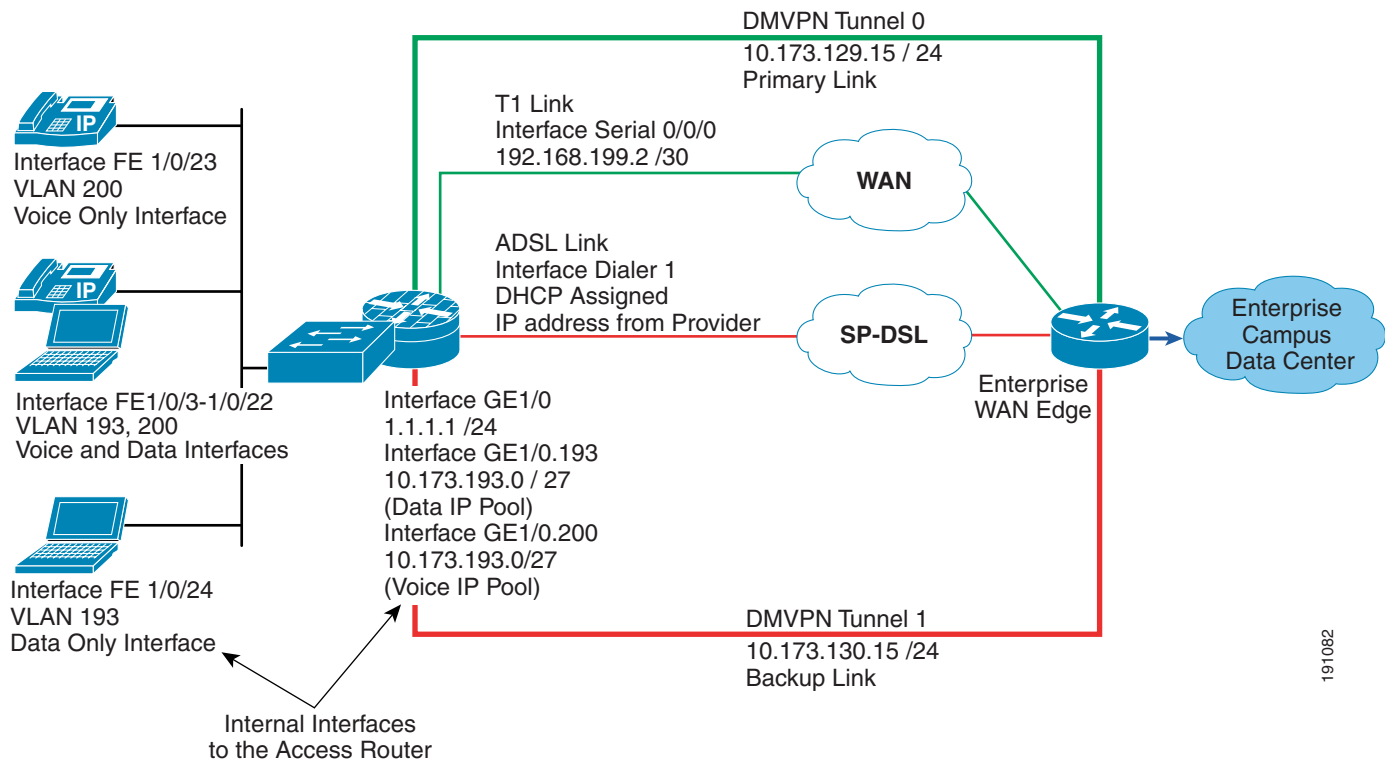 DMVPN Tunnel 0
10.173.129.15 / 24
Primary Link
T1 Link
Interface Serial 0/0/0
192.168.199.2 /30
WAN
IP
Interface FE 1/0/23
VLAN 200
Voice Only Interface
ADSL Link
Interface Dialer 1
DHCP Assigned
IP address from Provider
SP-DSL
IP
Interface FE1/0/3-1/0/22
VLAN 193, 200
Voice and Data Interfaces
Enterprise
WAN Edge
Enterprise
Campus
Data Center
Interface GE1/0
1.1.1.1 /24
Interface GE1/0.193
10.173.193.0 / 27
(Data IP Pool)
Interface GE1/0.200
10.173.193.0/27
(Voice IP Pool)
Interface FE 1/0/24
VLAN 193
Data Only Interface
DMVPN Tunnel 1
10.173.130.15 /24
Backup Link
Internal Interfaces
to the Access Router
191082